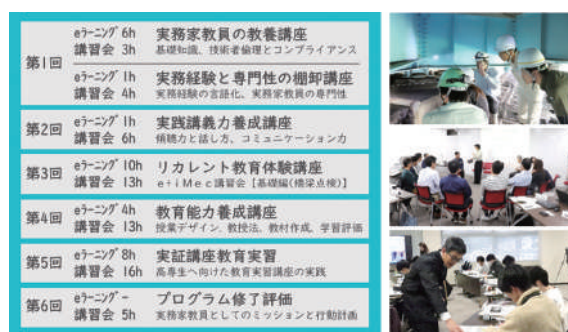 第1回
eラーニング 6h 実務家教員の教養講座
講習会 3h 基礎知識、技術者倫理とコンプライアンス
eラーニング 1h 実務経験と専門性の棚卸講座
講習会 4h 実務経験の言語化、実務家教員の専門性
第2回
eラーニング 1h 実践講義力養成講座
講習会 6h 傾聴力と話し方、コミュニケーション力
第3回
eラーニング 10h リカレント教育体験講座
講習会 13h e+iMec講習会【基礎編(橋梁点検)】
第4回
eラーニング 4h 教育能力養成講座
講習会 13h 授業デザイン、教授法、教材作成、学習評価
第5回
eラーニング 8h 実証講座教育実習
講習会 16h 高専生へ向けた教育実習講座の実践
第6回
eラーニング - プログラム修了評価
講習会 5h 実務家教員としてのミッションと行動計画